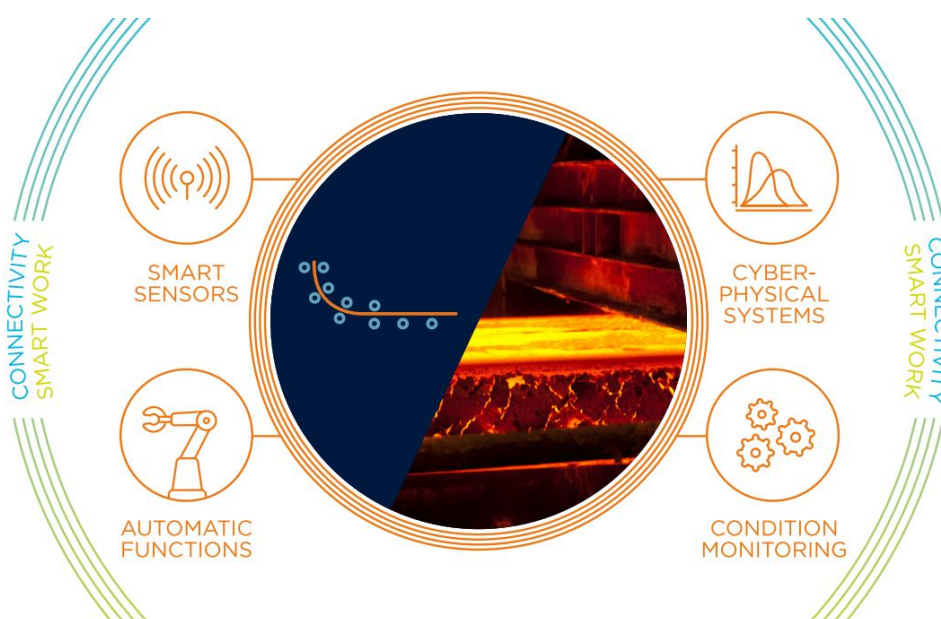 CONNECTIVITY
SMART WORK
SMART
SENSORS
CYBER-
PHYSICAL
SYSTEMS
SMART WORK
CONNECTIVITY
AUTOMATIC
FUNCTIONS
CONDITION
MONITORING